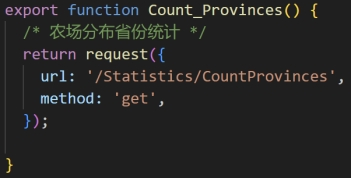 export function Count_Provinces() {
  /* 农场分布省份统计 */
  return request({
    url: '/Statistics/CountProvinces',
    method: 'get',
  });
}